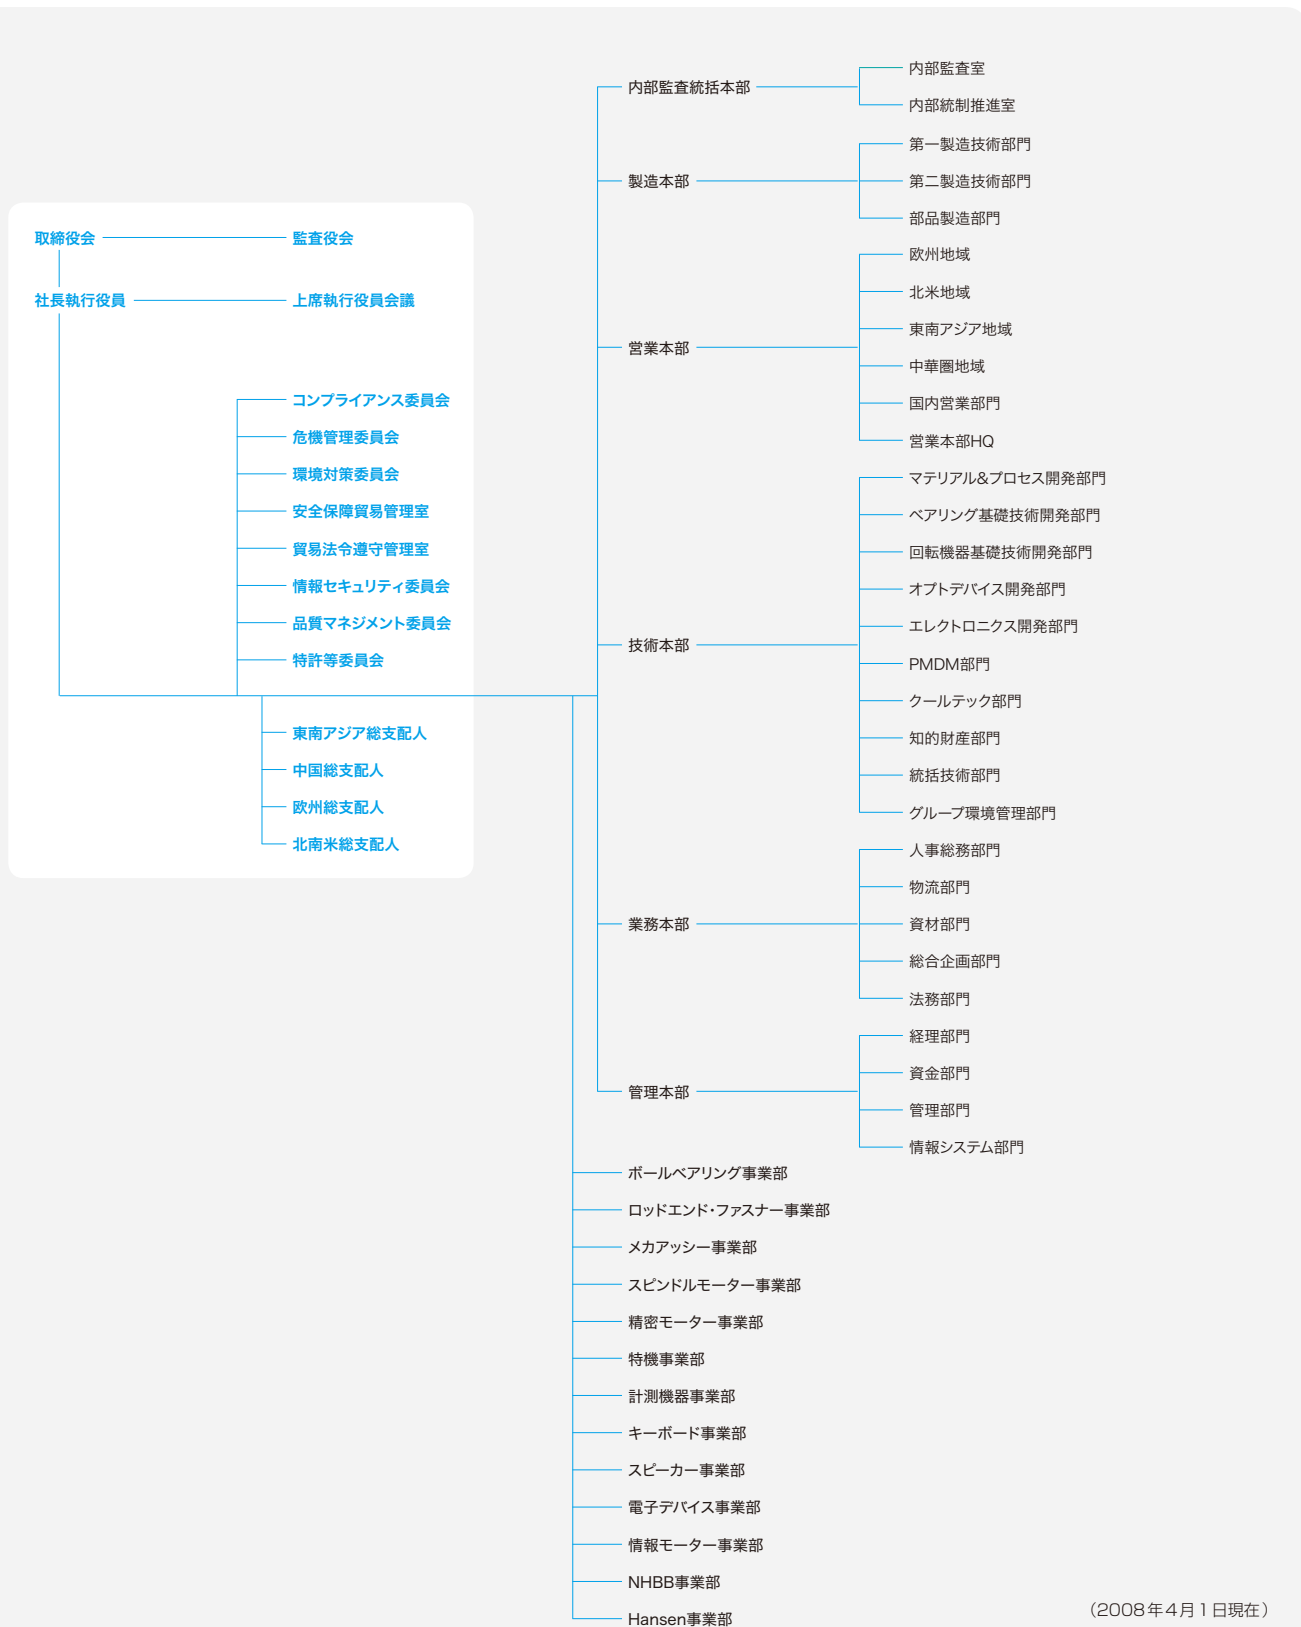 取締役会
監査役会
社長執行役員
上席執行役員会議
コンプライアンス委員会
危機管理委員会
環境対策委員会
安全保障貿易管理室
貿易法令遵守管理室
情報セキュリティ委員会
品質マネジメント委員会
特許等委員会
東南アジア総支配人
中国総支配人
欧州総支配人
北南米総支配人
内部監査統括本部
内部監査室
内部統制推進室
製造本部
第一製造技術部門
第二製造技術部門
部品製造部門
営業本部
欧州地域
北米地域
東南アジア地域
中華圏地域
国内営業部門
営業本部HQ
技術本部
マテリアル&プロセス開発部門
ベアリング基礎技術開発部門
回転機器基礎技術開発部門
オプトデバイス開発部門
エレクトロニクス開発部門
PMDM部門
クールテック部門
知的財産部門
統括技術部門
グループ環境管理部門
業務本部
人事総務部門
物流部門
資材部門
総合企画部門
法務部門
管理本部
経理部門
資金部門
管理部門
情報システム部門
ボールベアリング事業部
ロッドエンド・ファスナー事業部
メカアッシー事業部
スピンドルモーター事業部
精密モーター事業部
特機事業部
計測機器事業部
キーボード事業部
スピーカー事業部
電子デバイス事業部
情報モーター事業部
NHBB事業部
Hansen事業部
（2008年4月1日現在）